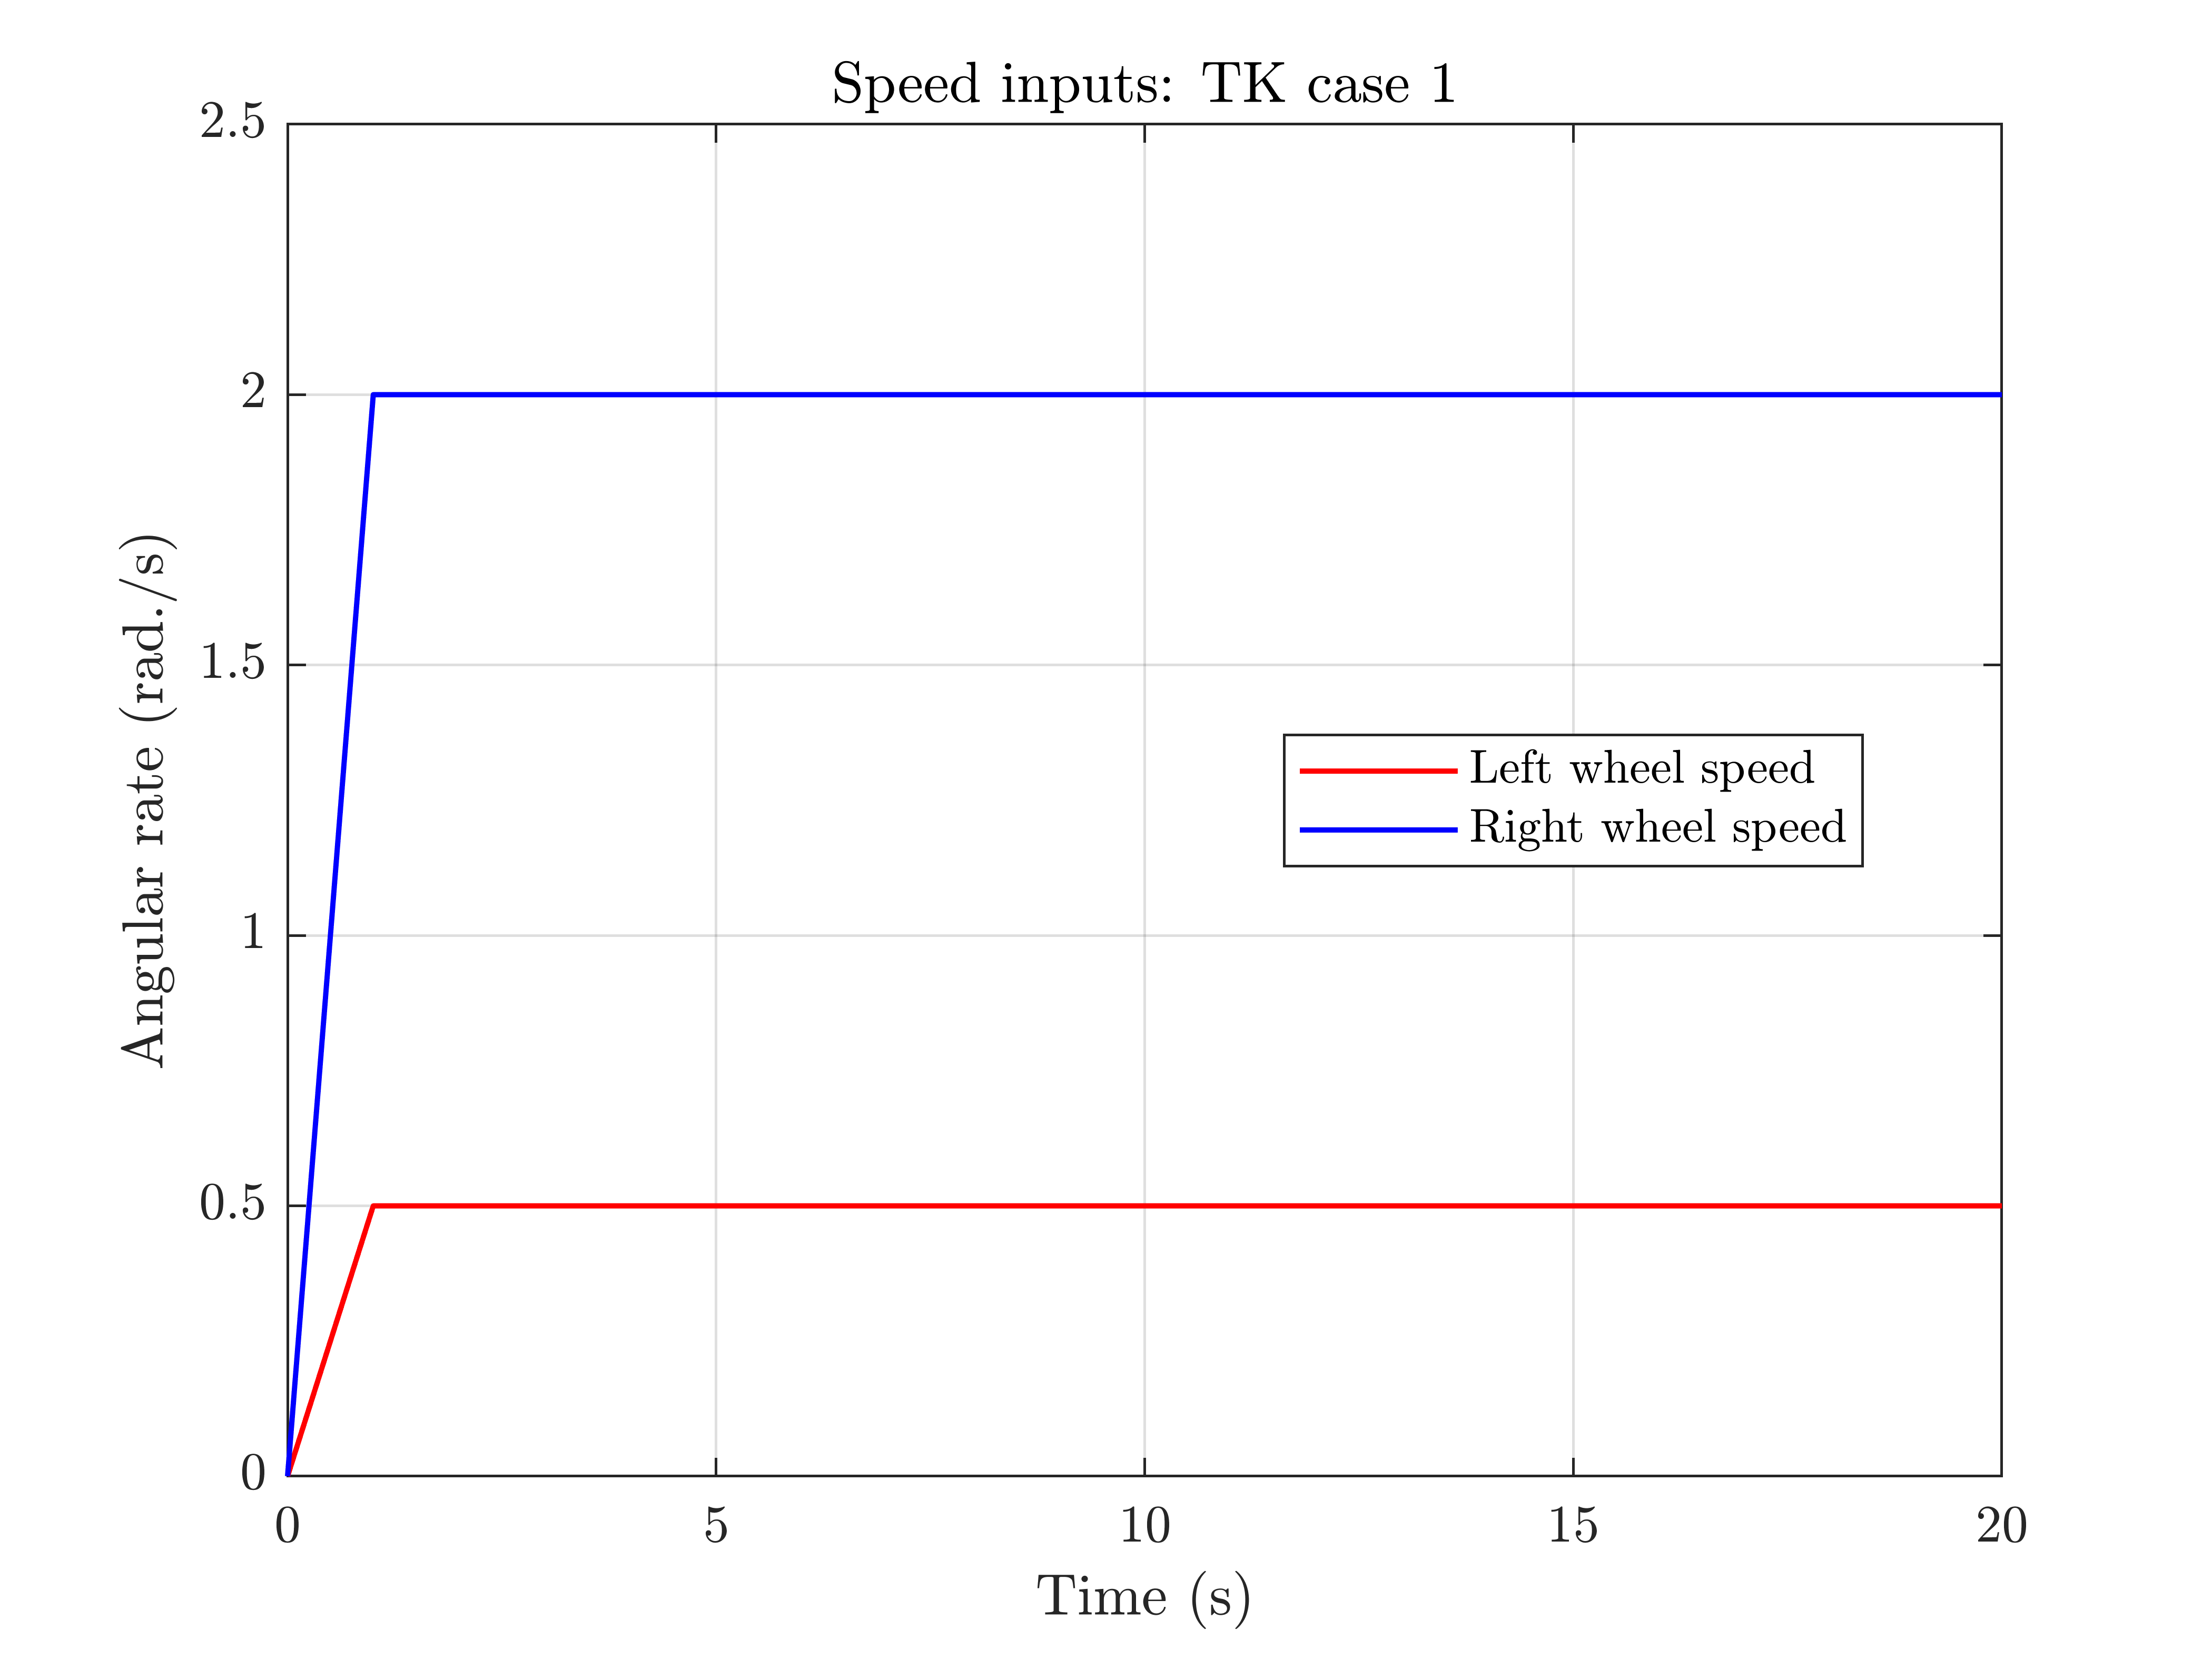 Speed inputs: TK case 1
2.5
2
1.5
1
0.5
0
Angular rate (rad./s)
Left wheel speed
Right wheel speed
0 5 10 15 20
Time (s)